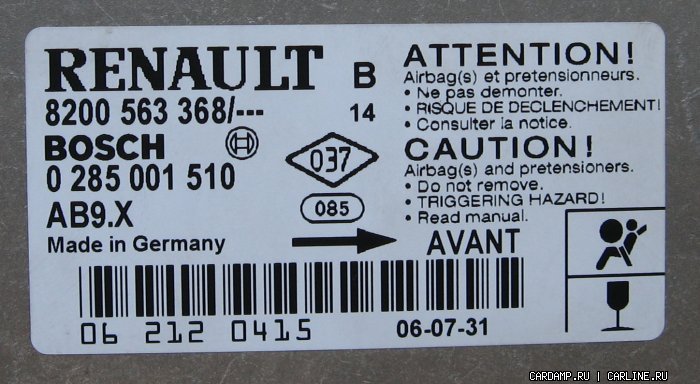 RENAULT B
8200 563 368/--- 14
BOSCH
0 285 001 510
AB9.X
Made in Germany
037
085
AVANT
ATTENTION!
Airbag(s) et pretensionneurs.
• Ne pas demonter.
• RISQUE DE DECLENCHEMENT!
• Consulter la notice.
CAUTION!
Airbag(s) and pretensioners.
• Do not remove.
• TRIGGERING HAZARD!
• Read manual.
06 212 0415
06-07-31
CARDAMP.RU | CARLINE.RU